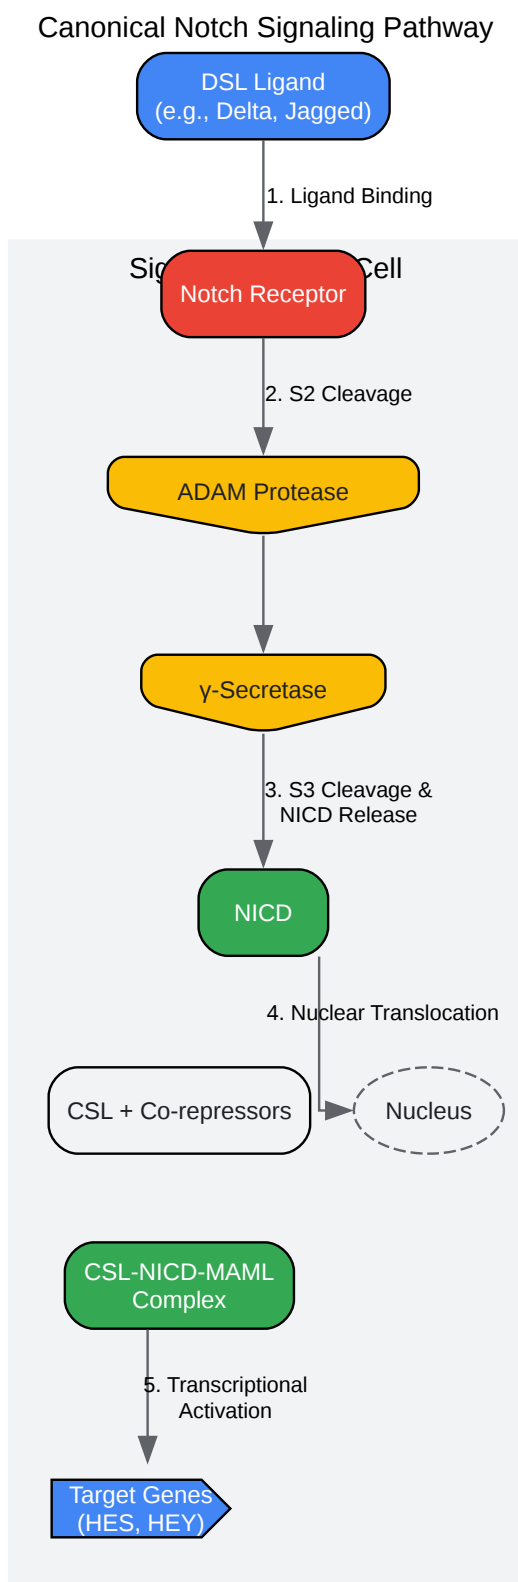 Canonical Notch Signaling Pathway
DSL Ligand
(e.g., Delta, Jagged)
1. Ligand Binding
Cell
Notch Receptor
2. S2 Cleavage
ADAM Protease
γ-Secretase
3. S3 Cleavage &
NICD Release
NICD
4. Nuclear Translocation
CSL + Co-repressors
Nucleus
CSL-NICD-MAML
Complex
5. Transcriptional
Activation
Target Genes
(HES, HEY)